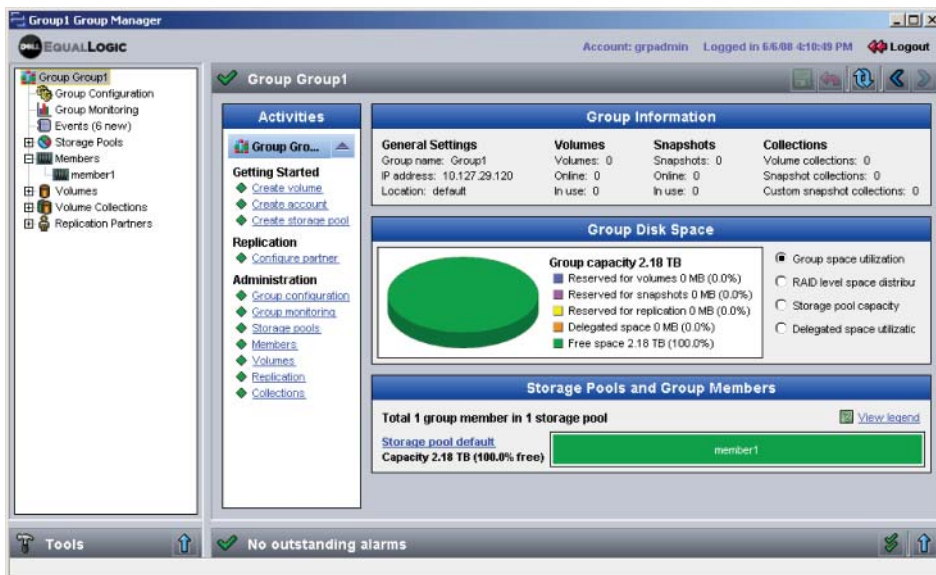 Group1 Group Manager
DELL EQUALLOGIC
Account: grpadmin Logged in 6/6/08 4:10:49 PM Logout
Group Group1
Group Configuration
Group Monitoring
Events (6 new)
Storage Pools
Members
member1
Volumes
Volume Collections
Replication Partners
Group Group1
Activities
Group Gro...
Getting Started
Create volume
Create account
Create storage pool
Replication
Configure partner
Administration
Group configuration
Group monitoring
Storage pools
Members
Volumes
Replication
Collections
Group Information
General Settings
Group name: Group1
IP address: 10.127.29.120
Location: default
Volumes
Volumes: 0
Online: 0
In use: 0
Snapshots
Snapshots: 0
Online: 0
In use: 0
Collections
Volume collections: 0
Snapshot collections: 0
Custom snapshot collections: 0
Group Disk Space
Group capacity 2.18 TB
Reserved for volumes 0 MB (0.0%)
Reserved for snapshots 0 MB (0.0%)
Reserved for replication 0 MB (0.0%)
Delegated space 0 MB (0.0%)
Free space 2.18 TB (100.0%)
Group space utilization
RAID level space distribu
Storage pool capacity
Delegated space utilizatic
Storage Pools and Group Members
Total 1 group member in 1 storage pool
View legend
Storage pool default
Capacity 2.18 TB (100.0% free)
member1
Tools
No outstanding alarms